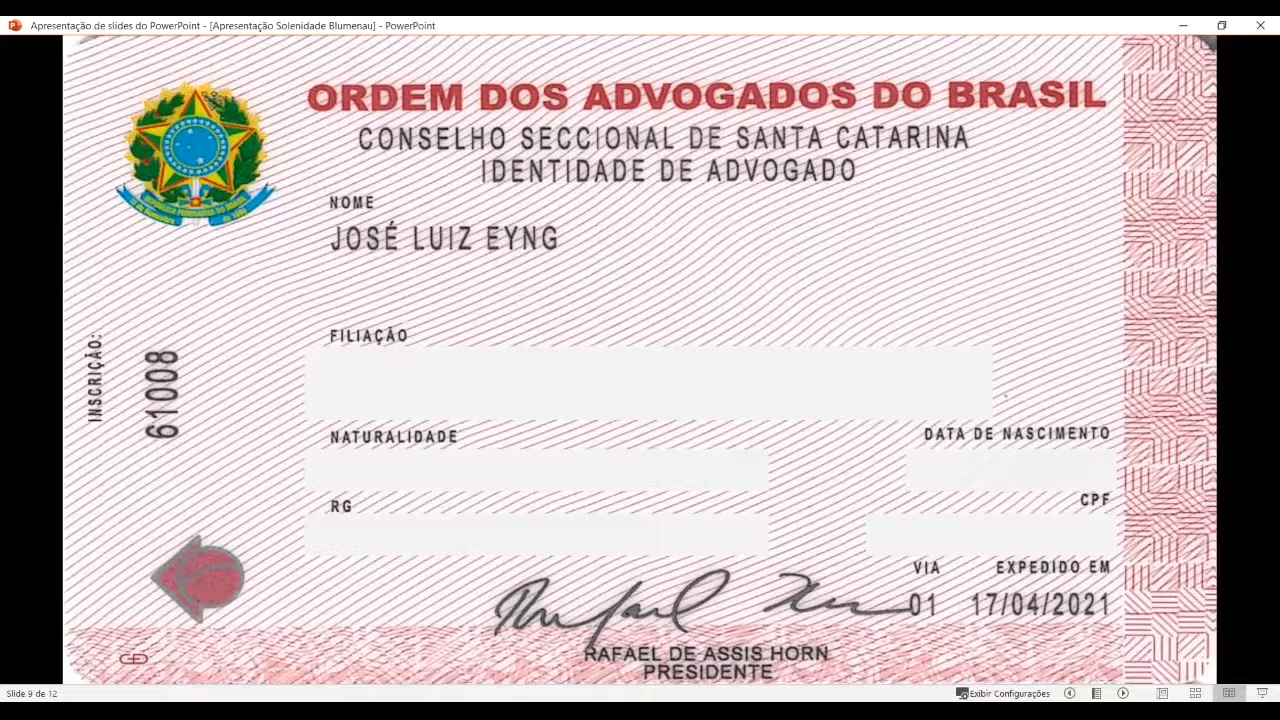 Apresentação de slides do PowerPoint - [Apresentação Solenidade Blumenau] - PowerPoint
ORDEM DOS ADVOGADOS DO BRASIL
CONSELHO SECCIONAL DE SANTA CATARINA
IDENTIDADE DE ADVOGADO
NOME
JOSÉ LUIZ EYNG
INSCRIÇÃO:
61008
FILIAÇÃO
NATURALIDADE
DATA DE NASCIMENTO
RG
CPF
VIA
EXPEDIDO EM
01
17/04/2021
RAFAEL DE ASSIS HORN
PRESIDENTE
Slide 9 de 12
Exibir Configurações